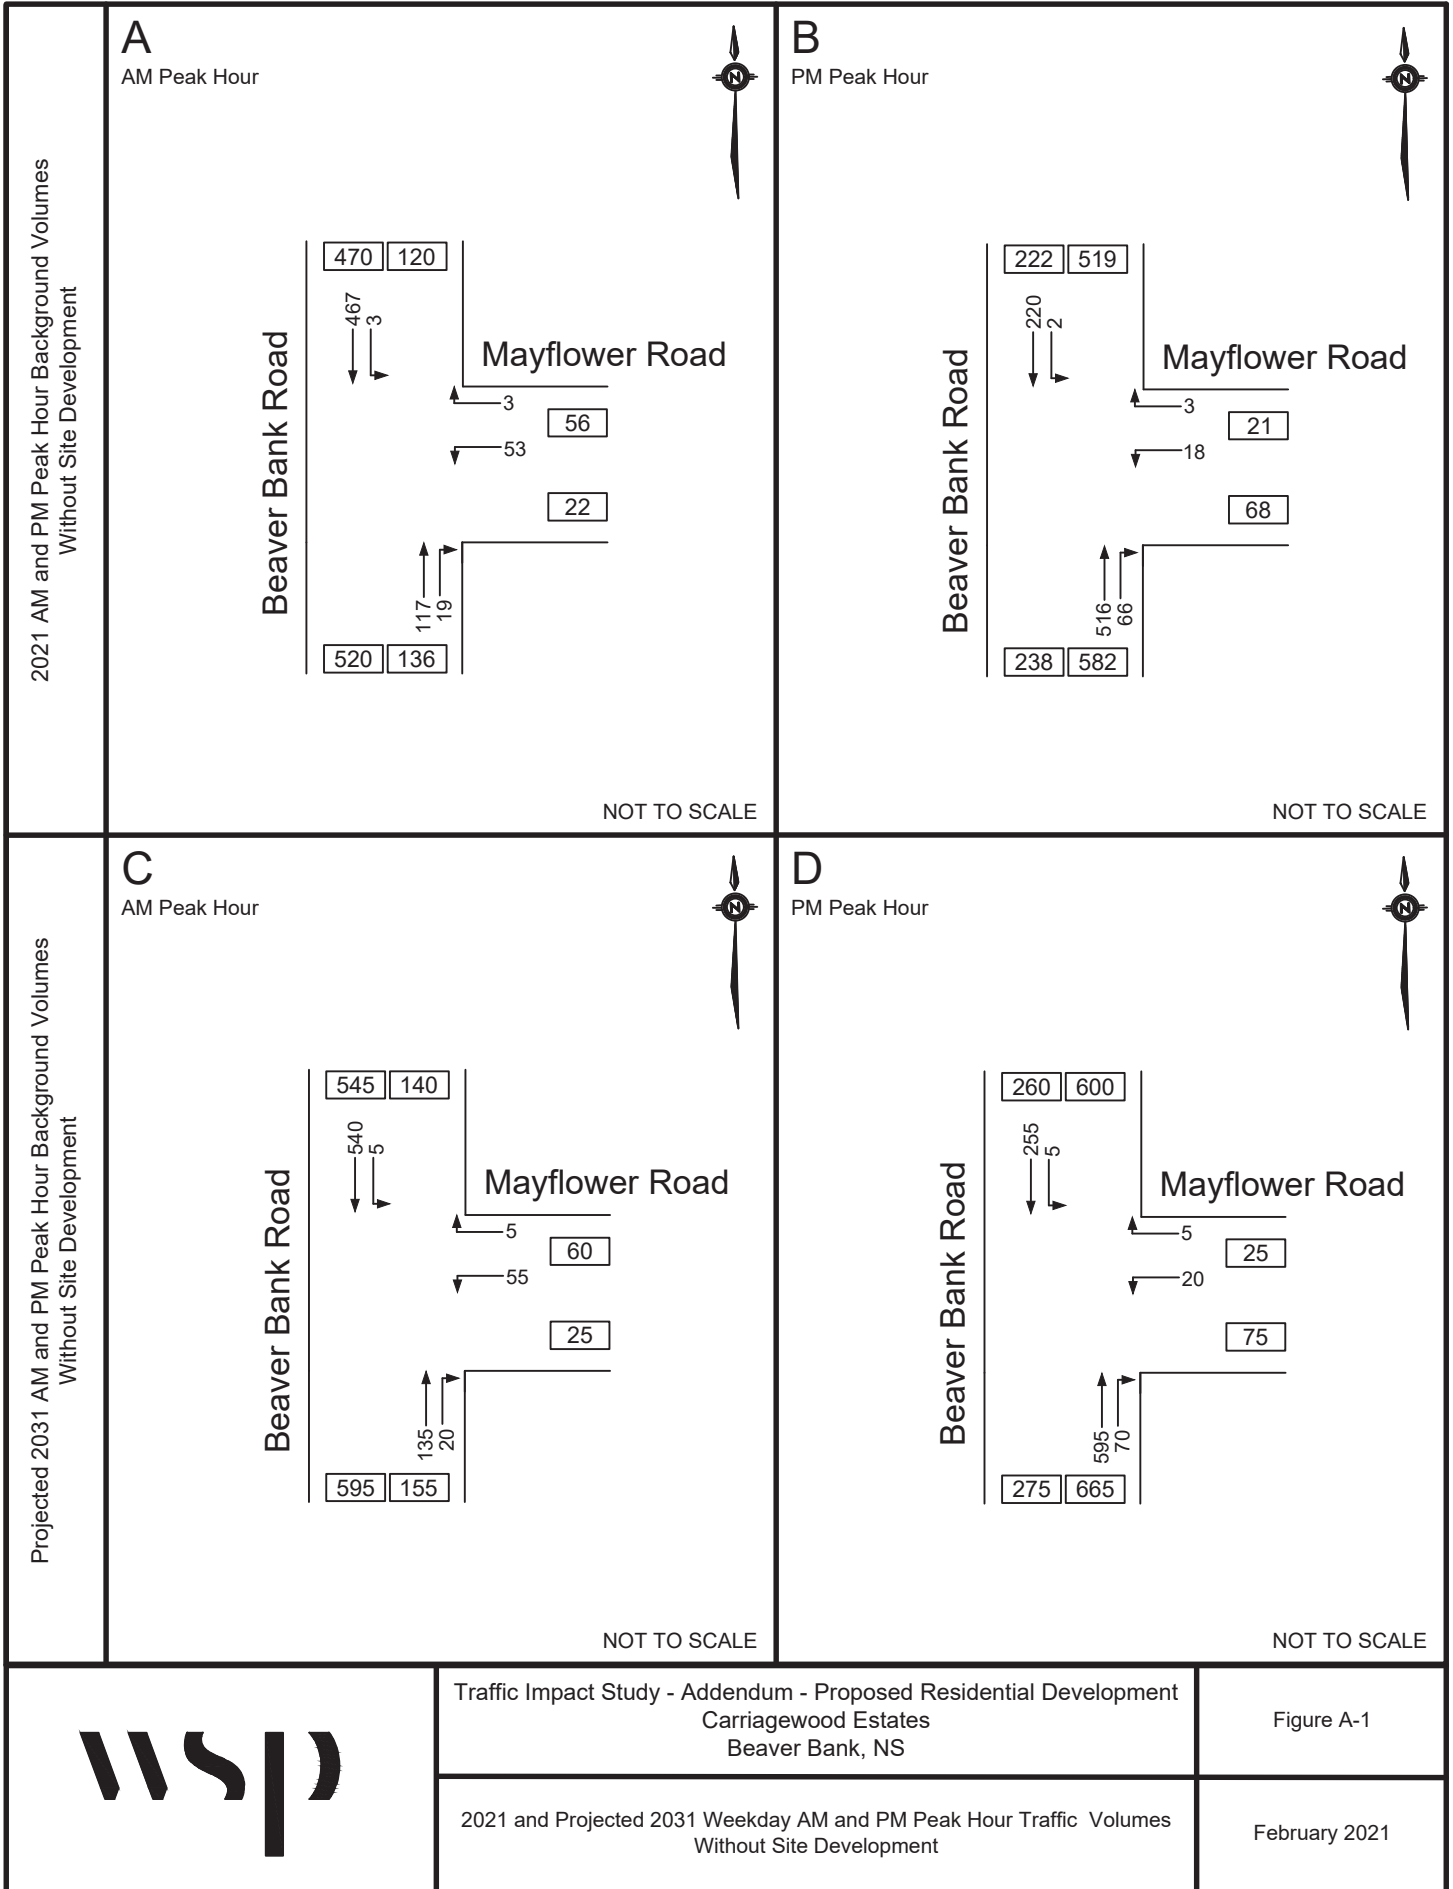 2021 AM and PM Peak Hour Background Volumes
Without Site Development
A
AM Peak Hour
N
470 120
467
3
Beaver Bank Road
Mayflower Road
3
56
53
22
117
19
520 136
NOT TO SCALE
B
PM Peak Hour
N
222 519
220
2
Beaver Bank Road
Mayflower Road
3
21
18
68
516
66
238 582
NOT TO SCALE
Projected 2031 AM and PM Peak Hour Background Volumes
Without Site Development
C
AM Peak Hour
N
545 140
540
5
Beaver Bank Road
Mayflower Road
5
60
55
25
135
20
595 155
NOT TO SCALE
D
PM Peak Hour
N
260 600
255
5
Beaver Bank Road
Mayflower Road
5
25
20
75
595
70
275 665
NOT TO SCALE
wsp
Traffic Impact Study - Addendum - Proposed Residential Development
Carriagewood Estates
Beaver Bank, NS
Figure A-1
2021 and Projected 2031 Weekday AM and PM Peak Hour Traffic Volumes
Without Site Development
February 2021